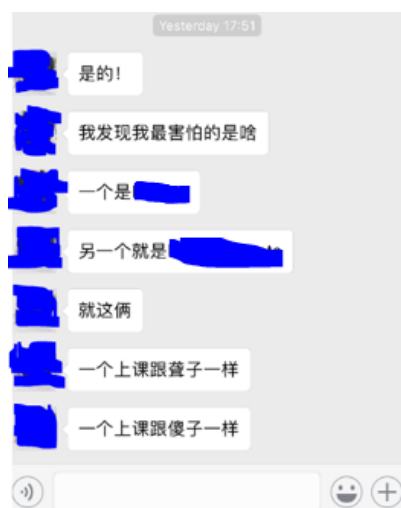 Yesterday 17:51
是的！
我发现我最害怕的是啥
一个是
另一个就是
就这俩
一个上课跟聋子一样
一个上课跟傻子一样